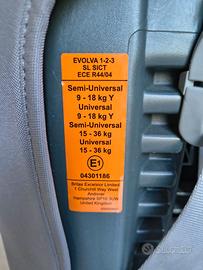 EVOLVA 1-2-3
SL SICT
ECE R44/04
Semi-Universal
9 - 18 kg Y
Universal
9 - 18 kg Y
Semi-Universal
15 - 36 kg
Universal
15 - 36 kg
E1
04301186
Britax Excelsior Limited
1 Churchill Way West
Andover
Hampshire SP10 3UW
United Kingdom
subito